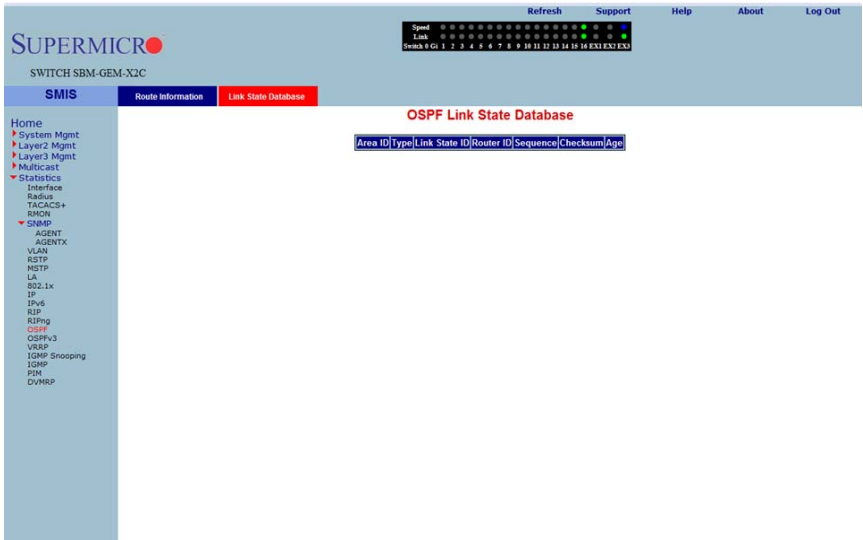 Refresh Support Help About Log Out
SUPERMICRO
SWITCH SBM-GEM-X2C
Speed
Link
Switch 0 Gi 1 2 3 4 5 6 7 8 9 10 11 12 13 14 15 16 EX1 EX2 EX3
SMIS
Route Information Link State Database
Home
System Mgmt
Layer2 Mgmt
Layer3 Mgmt
Multicast
Statistics
Interface
Radius
TACACS+
RMON
SNMP
AGENT
AGENTX
VLAN
RSTP
MSTP
LA
802.1x
IP
IPv6
RIP
RIPng
OSPF
OSPFv3
VRRP
IGMP Snooping
IGMP
PIM
DVMRP
OSPF Link State Database
Area ID Type Link State ID Router ID Sequence Checksum Age